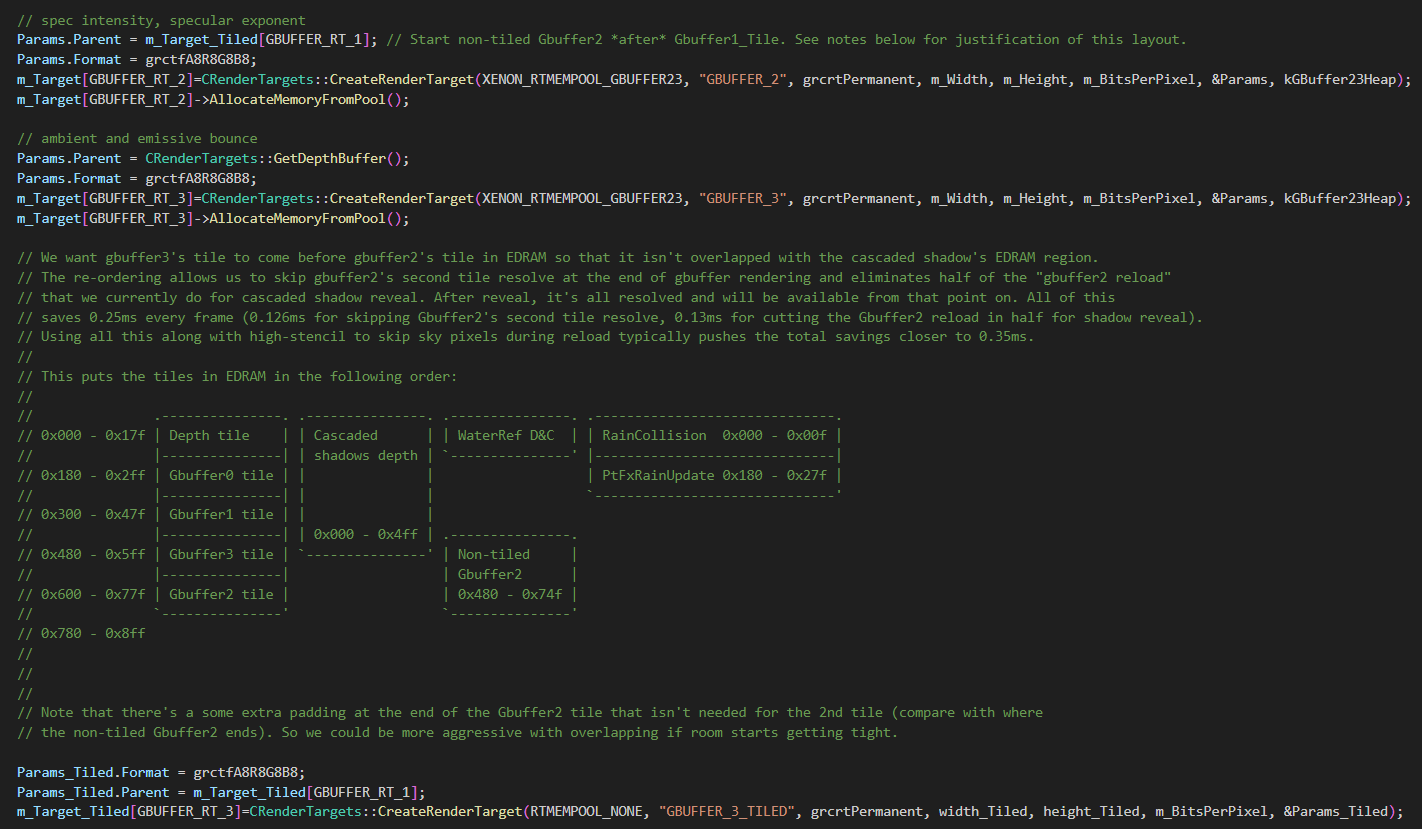 // spec intensity, specular exponent
Params.Parent = m_Target_Tiled[GBUFFER_RT_1]; // Start non-tiled Gbuffer2 *after* Gbuffer1_Tile. See notes below for justification of this layout.
Params.Format = grctfA8R8G8B8;
m_Target[GBUFFER_RT_2]=CRenderTargets::CreateRenderTarget(XENON_RTMEMPOOL_GBUFFER23, "GBUFFER_2", grcrtPermanent, m_Width, m_Height, m_BitsPerPixel, &Params, kGBuffer23Heap);
m_Target[GBUFFER_RT_2]->AllocateMemoryFromPool();

// ambient and emissive bounce
Params.Parent = CRenderTargets::GetDepthBuffer();
Params.Format = grctfA8R8G8B8;
m_Target[GBUFFER_RT_3]=CRenderTargets::CreateRenderTarget(XENON_RTMEMPOOL_GBUFFER23, "GBUFFER_3", grcrtPermanent, m_Width, m_Height, m_BitsPerPixel, &Params, kGBuffer23Heap);
m_Target[GBUFFER_RT_3]->AllocateMemoryFromPool();

// We want gbuffer3's tile to come before gbuffer2's tile in EDRAM so that it isn't overlapped with the cascaded shadow's EDRAM region.
// The re-ordering allows us to skip gbuffer2's second tile resolve at the end of gbuffer rendering and eliminates half of the "gbuffer2 reload"
// that we currently do for cascaded shadow reveal. After reveal, it's all resolved and will be available from that point on. All of this
// saves 0.25ms every frame (0.126ms for skipping Gbuffer2's second tile resolve, 0.13ms for cutting the Gbuffer2 reload in half for shadow reveal).
// Using all this along with high-stencil to skip sky pixels during reload typically pushes the total savings closer to 0.35ms.
//
// This puts the tiles in EDRAM in the following order:
//
//               .---------------. .---------------. .---------------. .------------------------------.
// 0x000 - 0x17f | Depth tile    | | Cascaded      | | WaterRef D&C  | | RainCollision  0x000 - 0x00f |
//               |---------------| | shadows depth | `---------------' |------------------------------|
// 0x180 - 0x2ff | Gbuffer0 tile | |               |                   | PtFxRainUpdate 0x180 - 0x27f |
//               |---------------| |               |                   `------------------------------'
// 0x300 - 0x47f | Gbuffer1 tile | |               |
//               |---------------| | 0x000 - 0x4ff | .---------------.
// 0x480 - 0x5ff | Gbuffer3 tile | `---------------' | Non-tiled     |
//               |---------------|                   | Gbuffer2      |
// 0x600 - 0x77f | Gbuffer2 tile |                   | 0x480 - 0x74f |
//               `---------------'                   `---------------'
// 0x780 - 0x8ff
//
//
//
// Note that there's a some extra padding at the end of the Gbuffer2 tile that isn't needed for the 2nd tile (compare with where
// the non-tiled Gbuffer2 ends). So we could be more aggressive with overlapping if room starts getting tight.

Params_Tiled.Format = grctfA8R8G8B8;
Params_Tiled.Parent = m_Target_Tiled[GBUFFER_RT_1];
m_Target_Tiled[GBUFFER_RT_3]=CRenderTargets::CreateRenderTarget(RTMEMPOOL_NONE, "GBUFFER_3_TILED", grcrtPermanent, width_Tiled, height_Tiled, m_BitsPerPixel, &Params_Tiled);